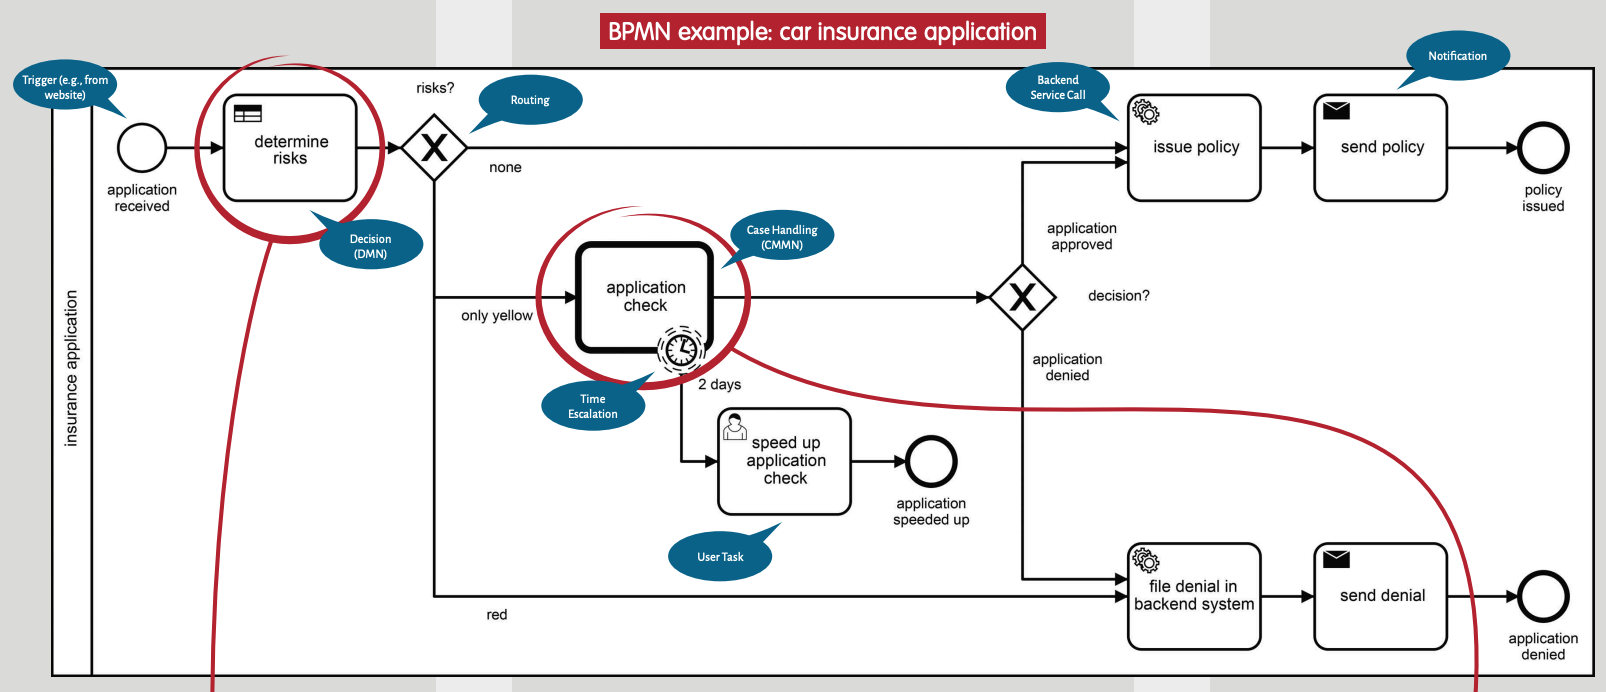 BPMN example: car insurance application
Trigger (e.g., from
website)
application
received
determine
risks
Decision
(DMN)
risks?
Routing
none
only yellow
red
application
check
Case Handling
(CMMN)
Time
Escalation
2 days
speed up
application
check
User Task
application
speeded up
decision?
application
approved
application
denied
Backend
Service Call
issue policy
Notification
send policy
policy
issued
file denial in
backend system
send denial
application
denied
insurance application
X
X